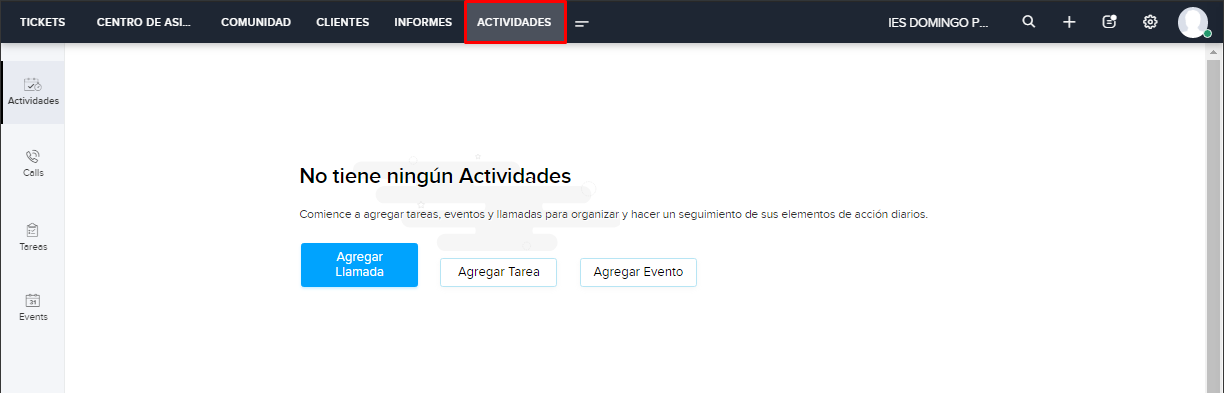 TICKETS CENTRO DE ASI... COMUNIDAD CLIENTES INFORMES ACTIVIDADES IES DOMINGO P...
Actividades
Calls
Tareas
31
Events
No tiene ningún Actividades
Comience a agregar tareas, eventos y llamadas para organizar y hacer un seguimiento de sus elementos de acción diarios.
Agregar
Llamada
Agregar Tarea
Agregar Evento